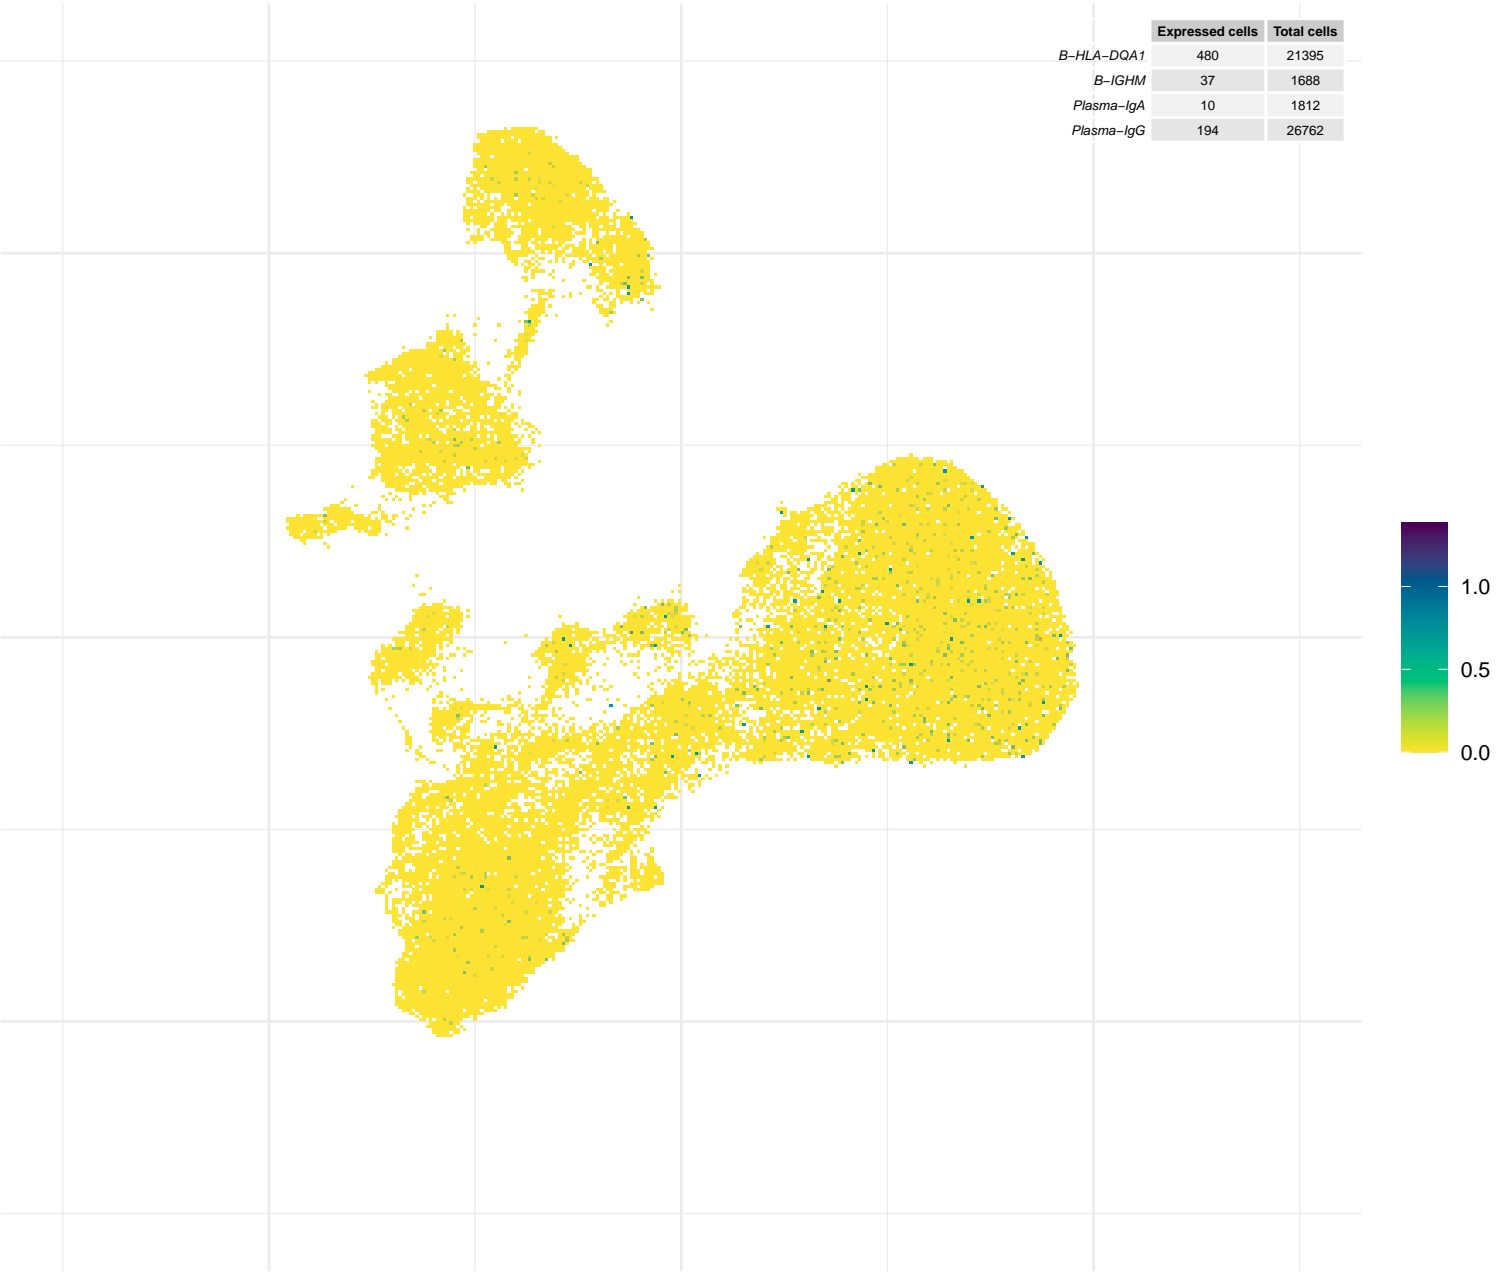 Expressed cells Total cells
B−HLA−DQA1 480 21395
B−IGHM 37 1688
Plasma−IgA 10 1812
Plasma−IgG 194 26762
1.0
0.5
0.0